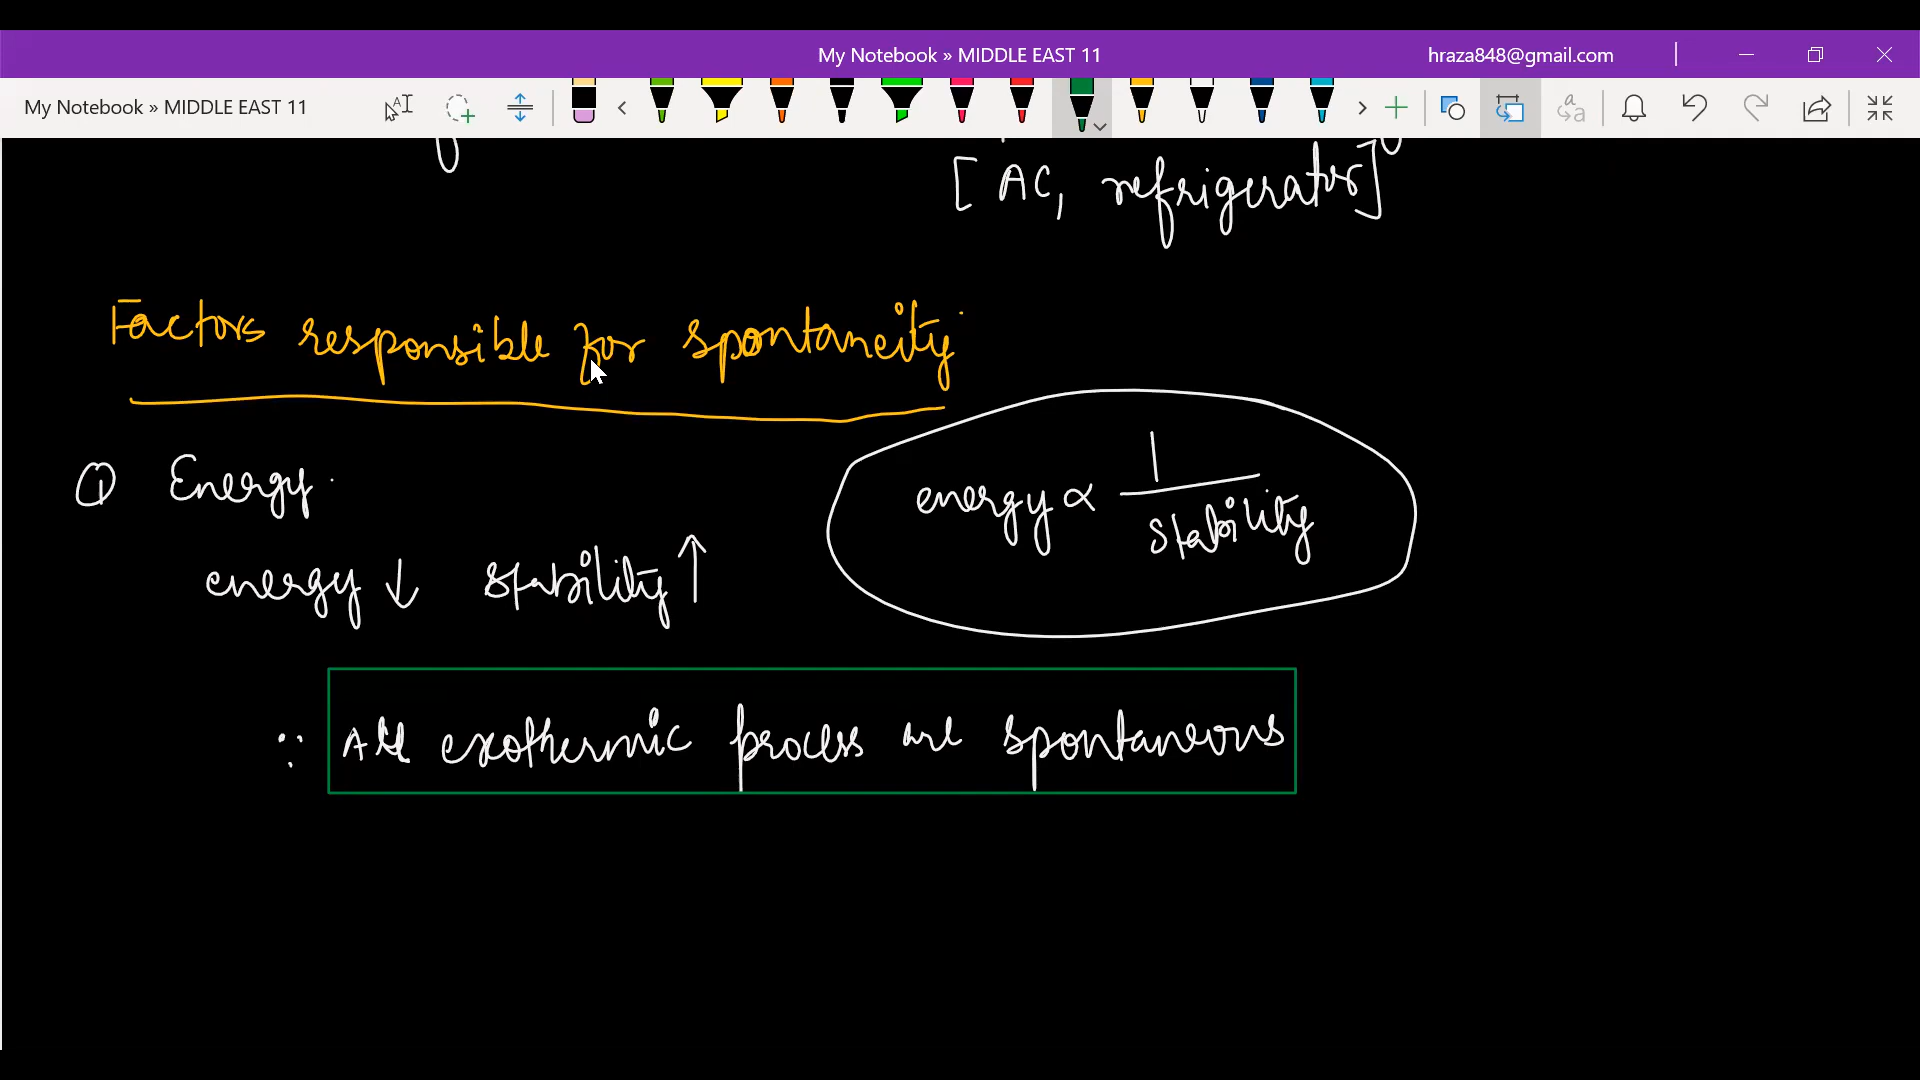 My Notebook » MIDDLE EAST 11
hraza848@gmail.com
My Notebook » MIDDLE EAST 11
[ AC, refrigerator]
Factors responsible for spontaneity
① Energy
energy ∝ 1/stability
energy ↓ stability ↑
∵ All exothermic process are spontaneous